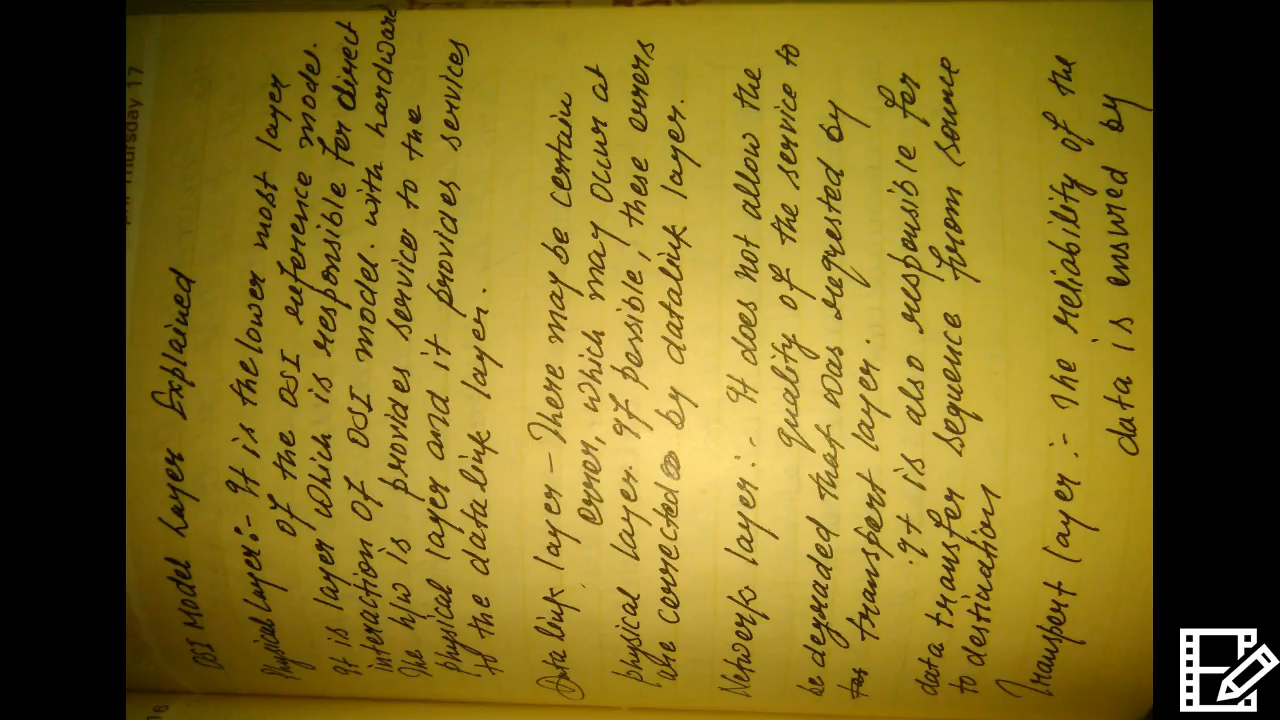 Thursday 17
OSI Model Layer Explained
Physical Layer:- It is the lower most layer
of the OSI reference model.
It is layer which is responsible for direct
interaction of OSI model. with hardware
The h/w is provides service to the
physical layer and it provides services
to the data link layer.
Data link layer - There may be certain
error, which may occur at
physical layer. If possible, these errors
are corrected by datalink layer.
Network layer:- It does not allow the
quality of the service to
be degraded that was requested by
transport layer.
It is also responsible for
data transfer sequence from source
to destination
Transport layer:- The reliability of the
data is ensured by